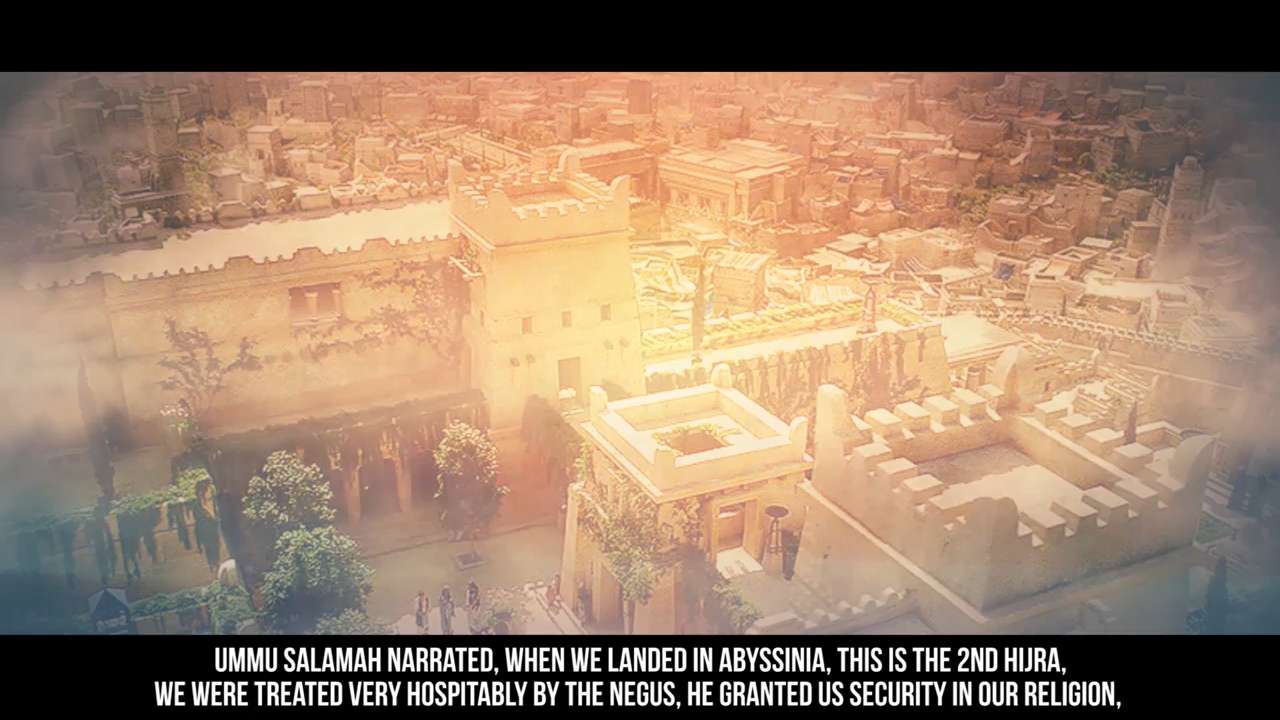 UMMU SALAMAH NARRATED, WHEN WE LANDED IN ABYSSINIA, THIS IS THE 2ND HIJRA,
WE WERE TREATED VERY HOSPITABLY BY THE NEGUS, HE GRANTED US SECURITY IN OUR RELIGION,